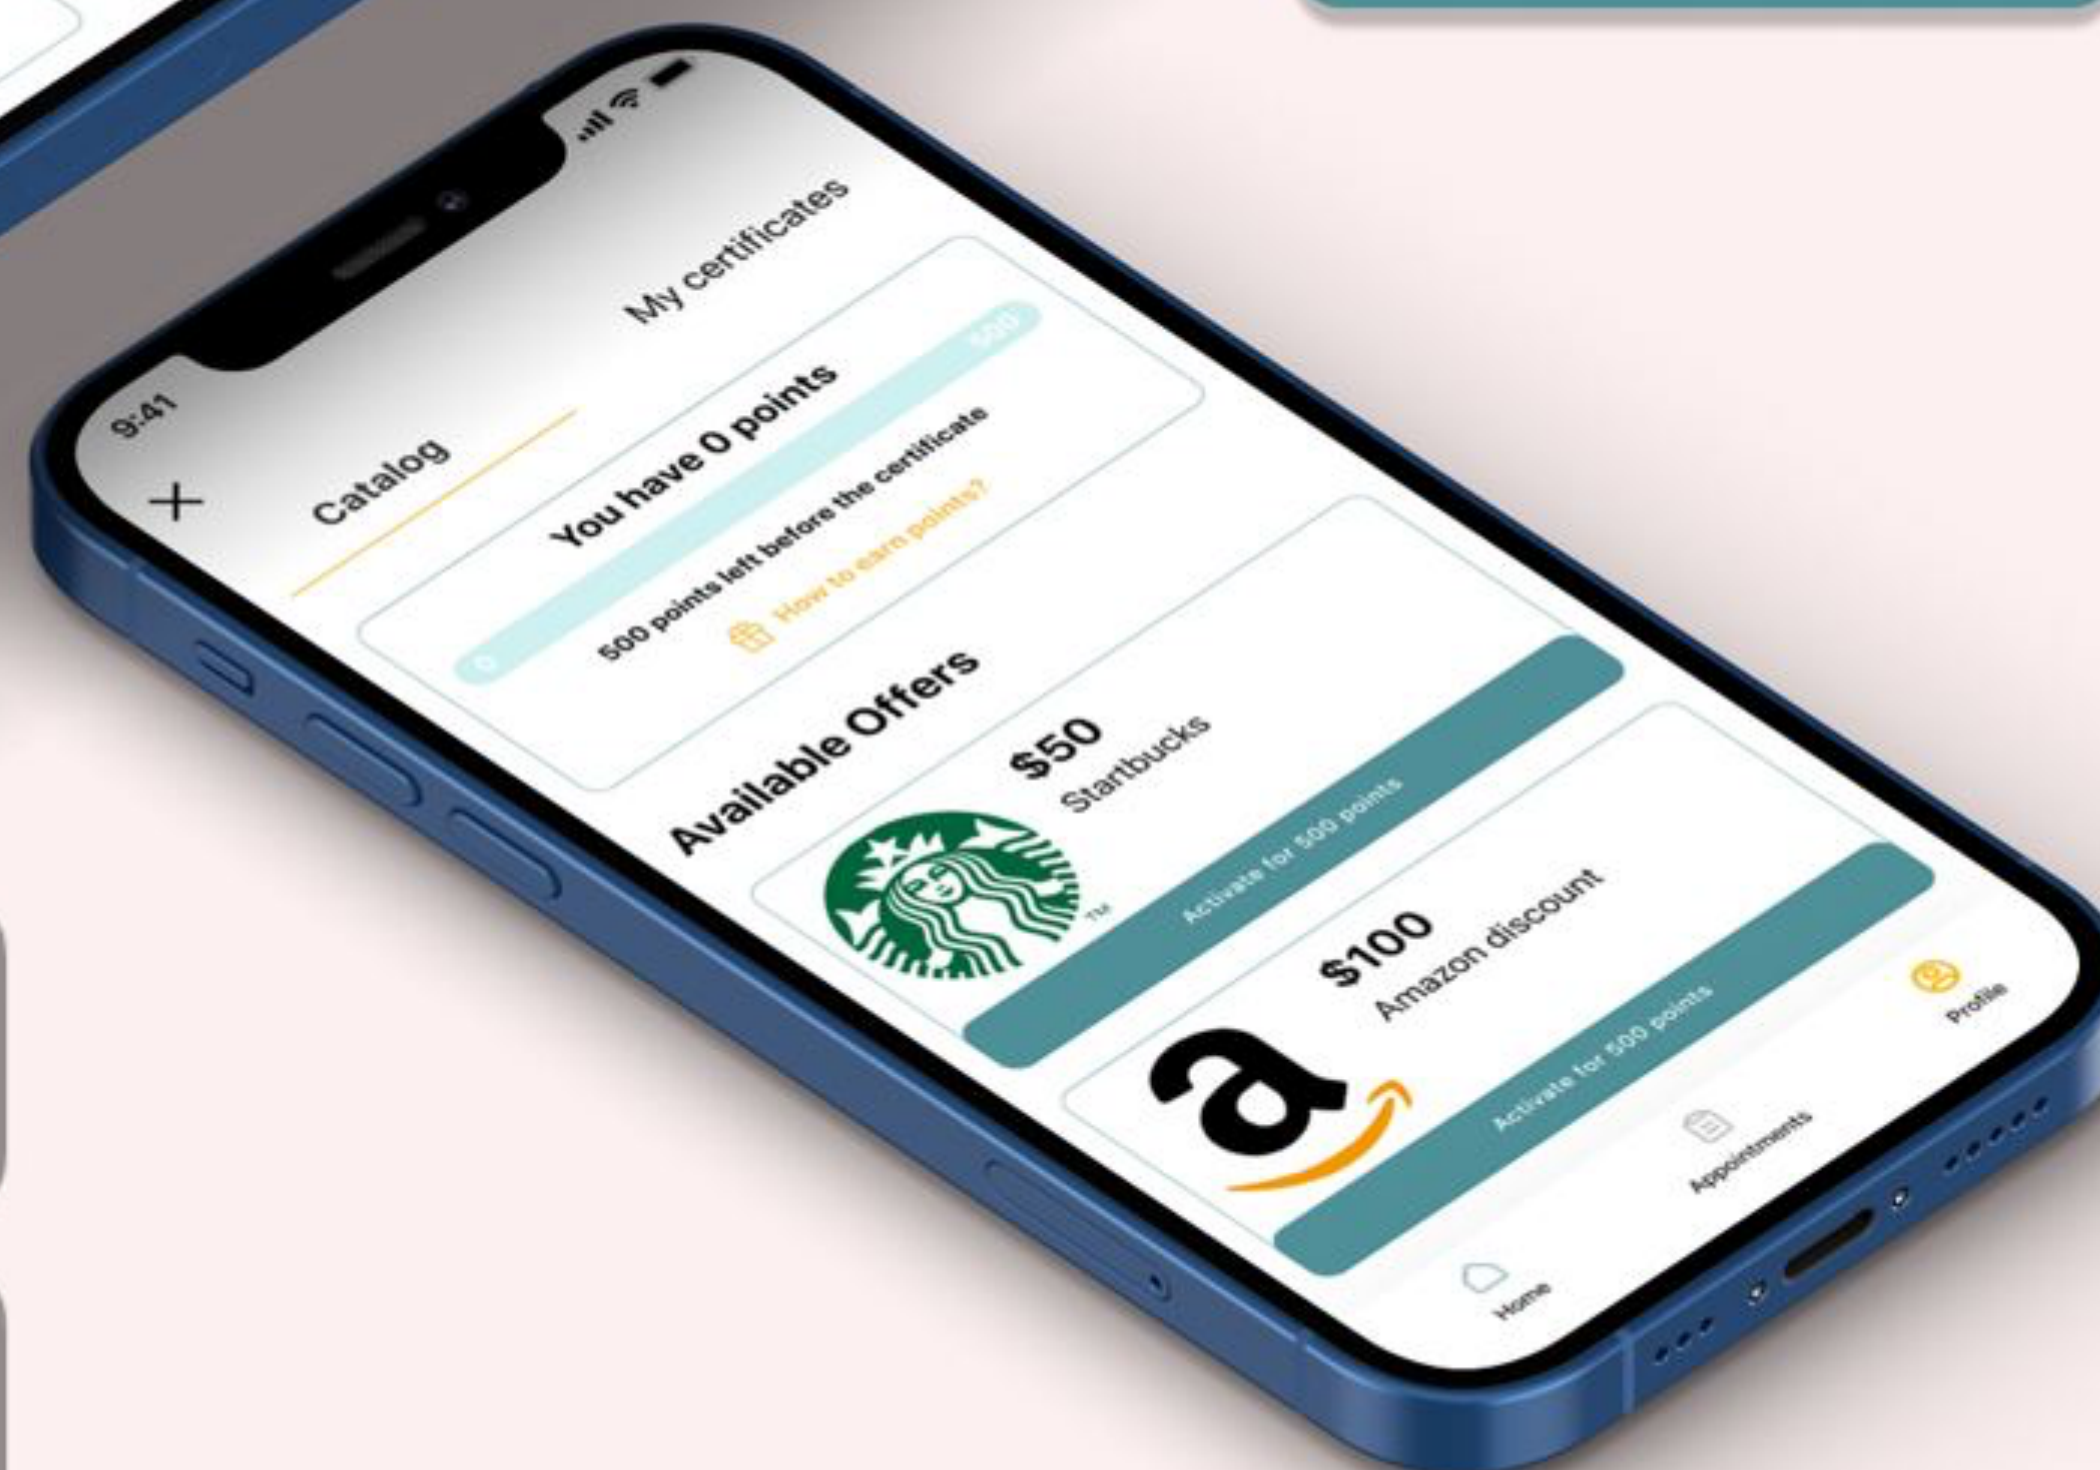 9:41
Catalog
My certificates
You have 0 points
0
500
500 points left before the certificate
How to earn points?
Available Offers
$50
Startbucks
TM
Activate for 500 points
$100
Amazon discount
a
Activate for 500 points
Home
Appointments
Profile